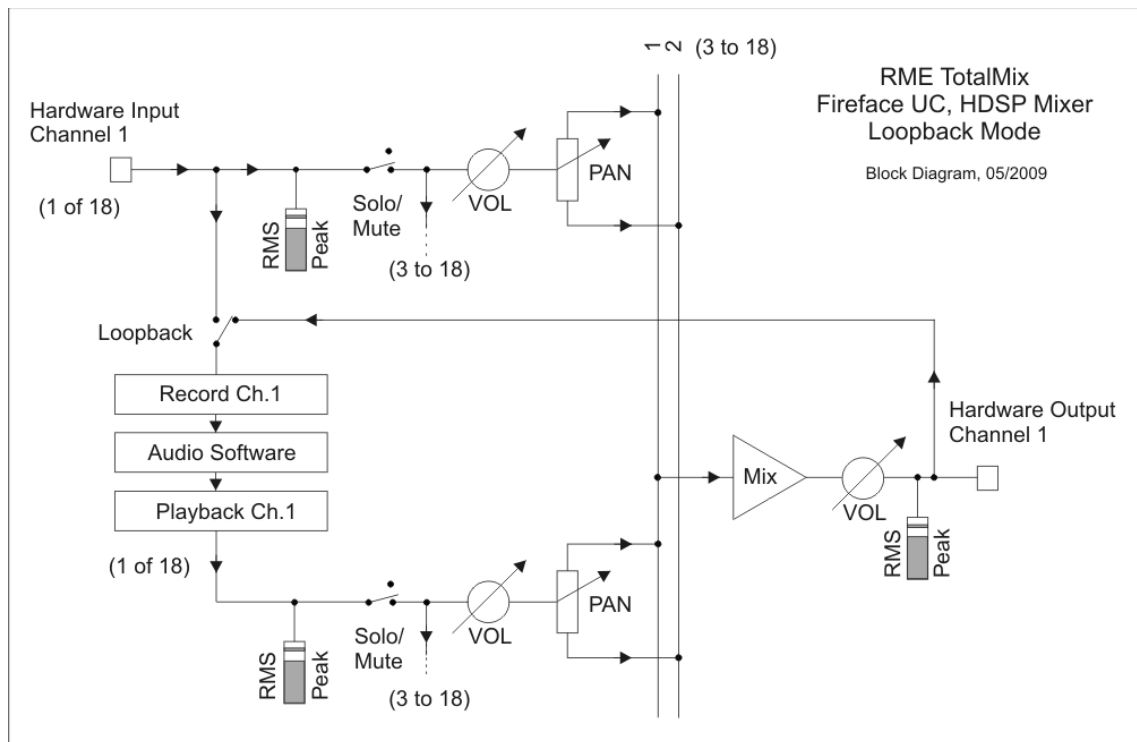 1
2
(3 to 18)
RME TotalMix
Fireface UC, HDSP Mixer
Loopback Mode
Block Diagram, 05/2009
Hardware Input
Channel 1
(1 of 18)
RMS
Peak
Solo/
Mute
(3 to 18)
VOL
PAN
Loopback
Record Ch.1
Audio Software
Playback Ch.1
(1 of 18)
RMS
Peak
Solo/
Mute
(3 to 18)
VOL
PAN
Mix
VOL
RMS
Peak
Hardware Output
Channel 1